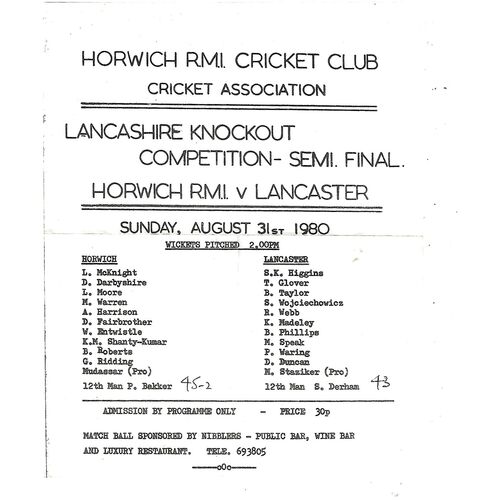 HORWICH R.M.I. CRICKET CLUB
CRICKET ASSOCIATION
LANCASHIRE KNOCKOUT
COMPETITION- SEMI. FINAL.
HORWICH R.M.I. v LANCASTER
SUNDAY, AUGUST 31ST 1980
WICKETS PITCHED 2.00PM
HORWICH
L. McKnight
D. Darbyshire
L. Moore
M. Warren
A. Harrison
D. Fairbrother
W. Entwistle
K.M. Shanty-Kumar
B. Roberts
G. Ridding
Mudassar (Pro)
12th Man P. Bakker 45-2
LANCASTER
S.K. Higgins
T. Glover
B. Taylor
S. Wojciechowicz
R. Webb
K. Madeley
B. Phillips
M. Speak
P. Waring
D. Duncan
M. Staziker (Pro)
12th Man S. Derham 43
ADMISSION BY PROGRAMME ONLY - PRICE 30p
MATCH BALL SPONSORED BY NIBBLERS - PUBLIC BAR, WINE BAR
AND LUXURY RESTAURANT. TELE. 693805
-----oOo-----